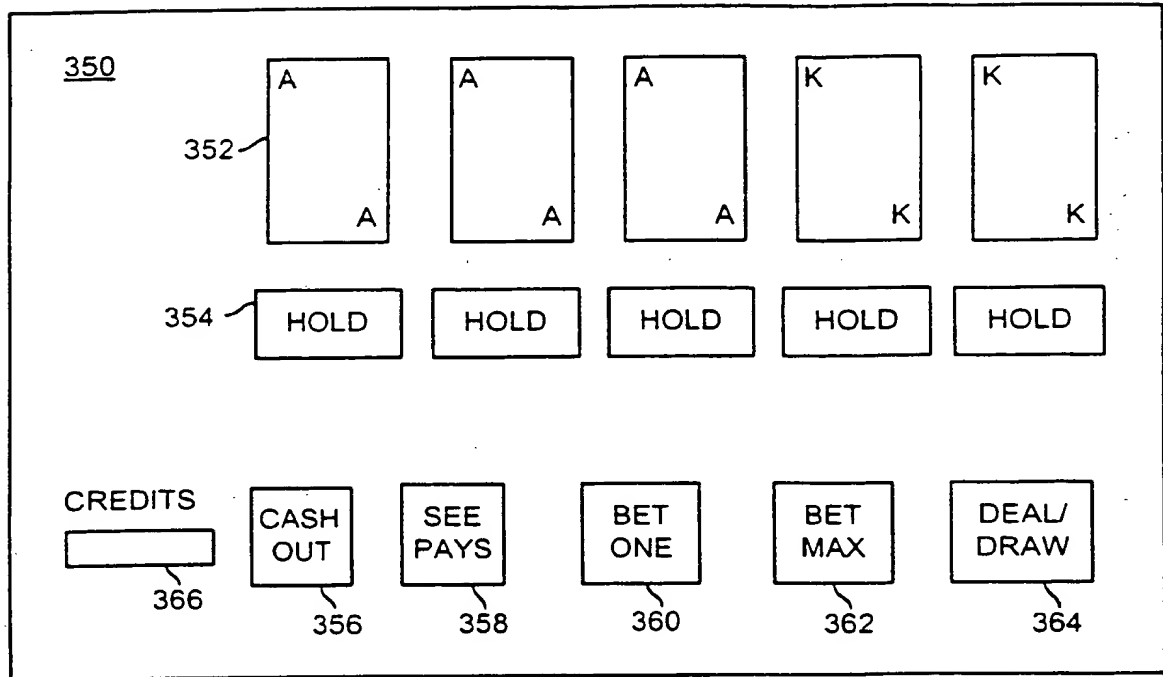 350
A A A K K
352
A A A K K
354
HOLD HOLD HOLD HOLD HOLD
CREDITS
CASH OUT
SEE PAYS
BET ONE
BET MAX
DEAL/ DRAW
366
356
358
360
362
364